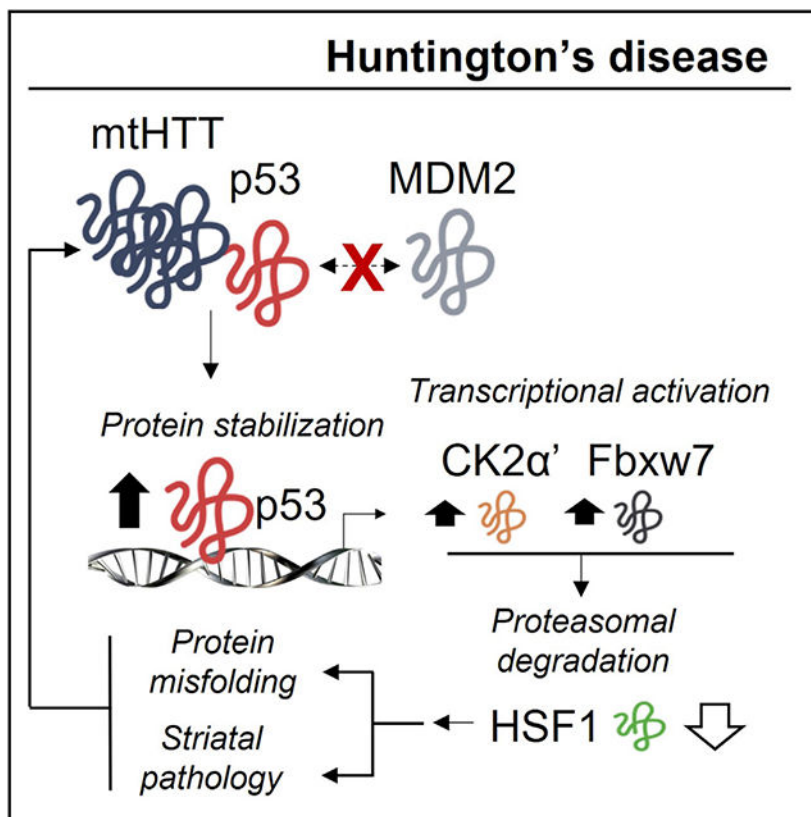 Huntington's disease
mtHTT
p53
MDM2
X
Transcriptional activation
Protein stabilization
CK2α’ Fbxw7
p53
Proteasomal
degradation
Protein
misfolding
HSF1
Striatal
pathology